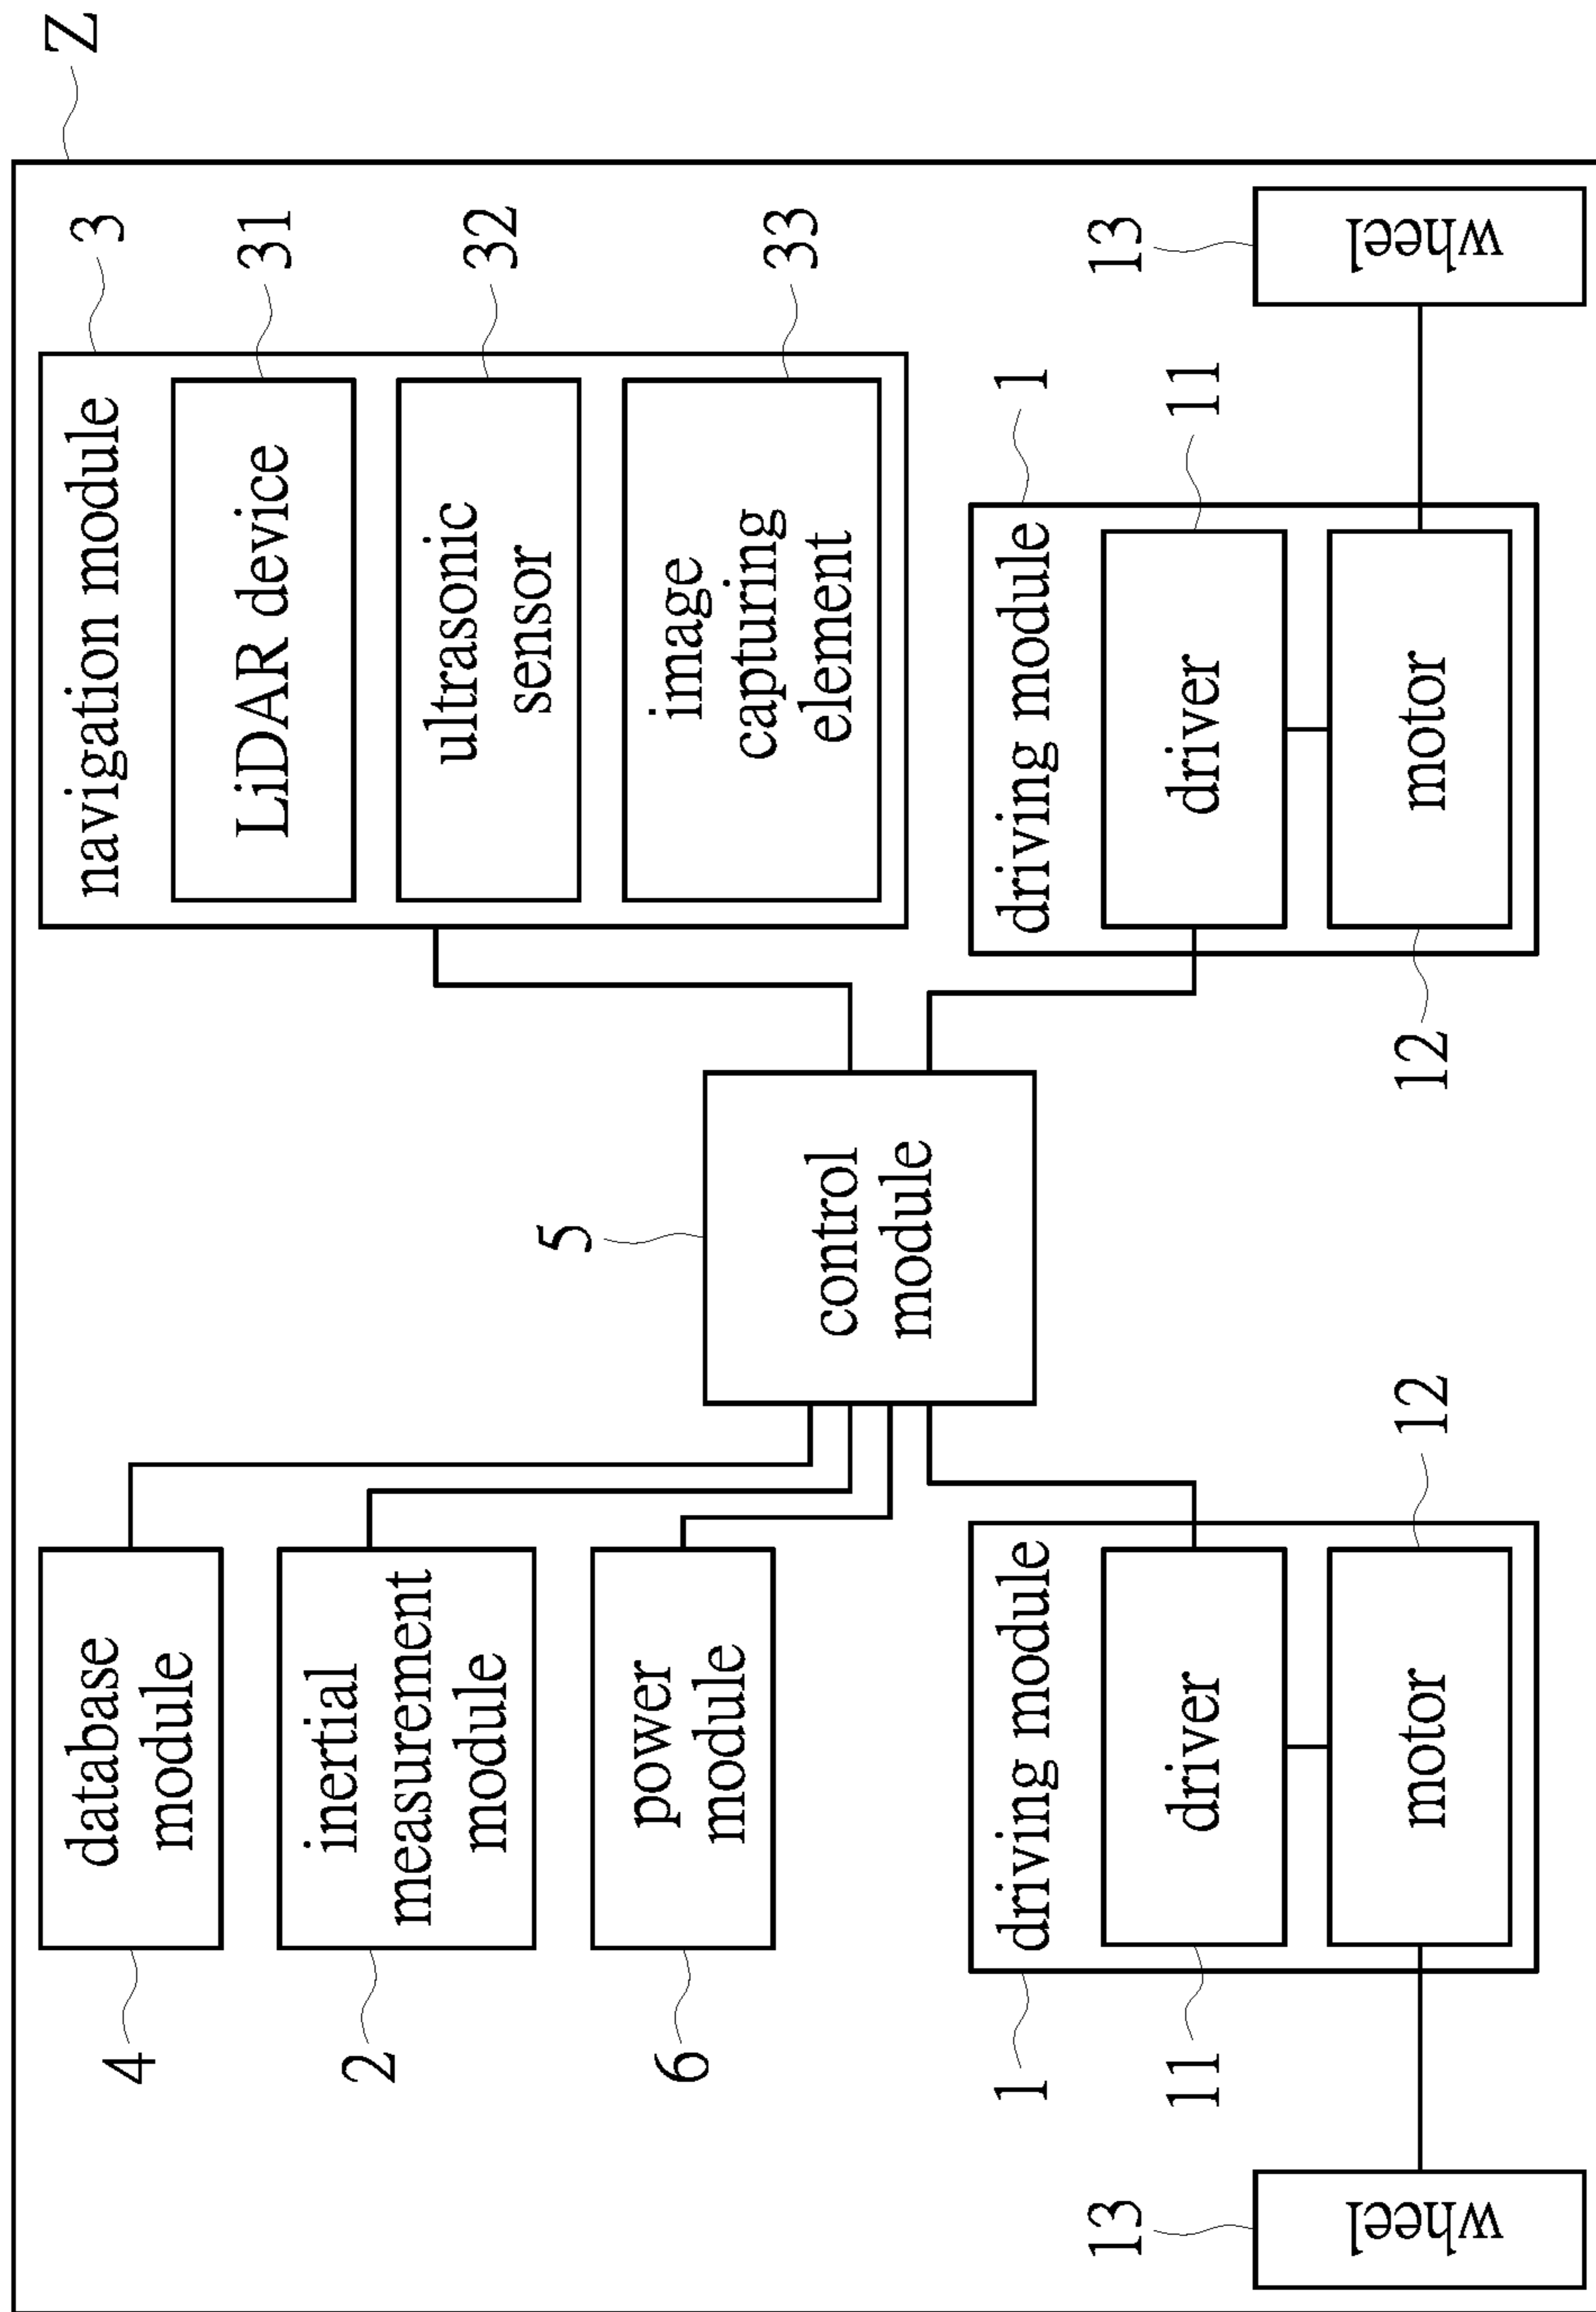 Z
4
database
module
2
inertial
measurement
module
6
power
module
5
control
module
navigation module
3
LiDAR device
31
ultrasonic
sensor
32
image
capturing
element
33
1
driving module
11
driver
12
motor
13
wheel
1
driving module
11
driver
12
motor
13
wheel